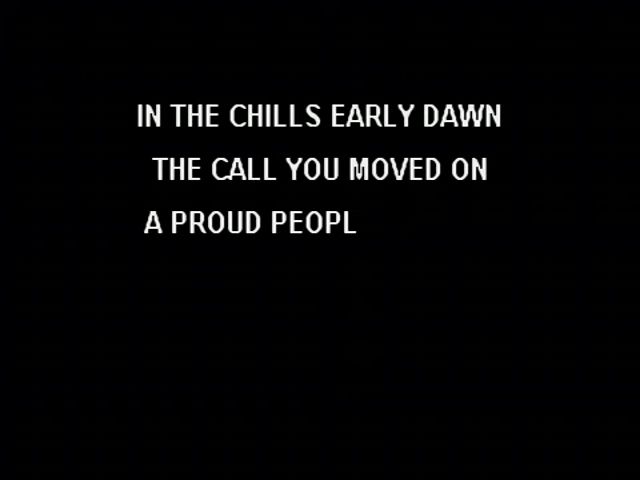 IN THE CHILLS EARLY DAWN
THE CALL YOU MOVED ON
A PROUD PEOPL